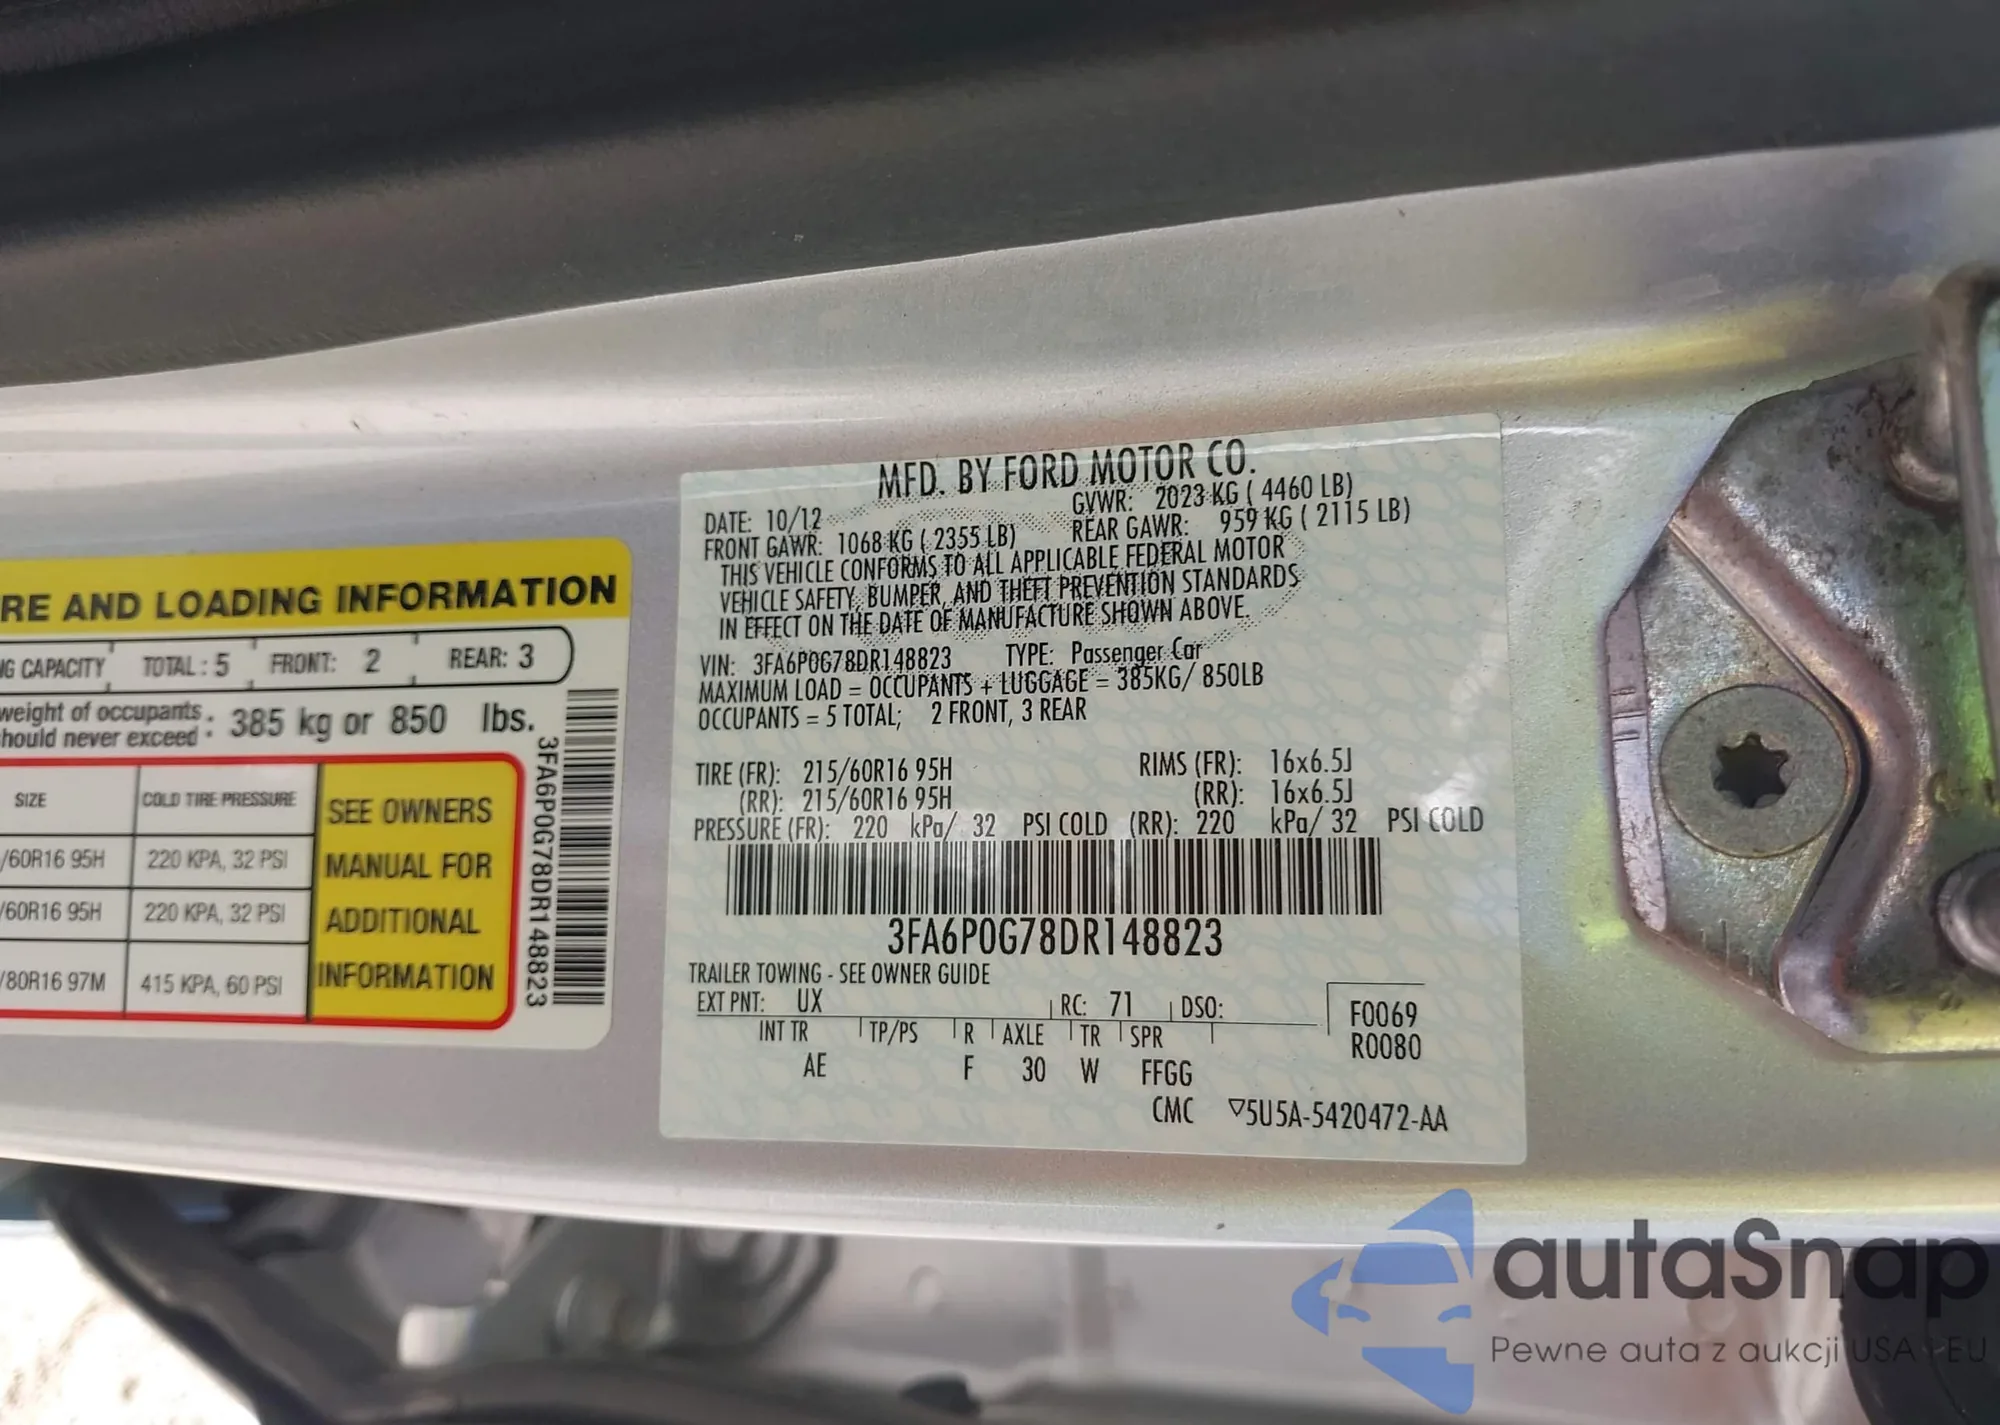 RE AND LOADING INFORMATION
NG CAPACITY TOTAL : 5 FRONT: 2 REAR: 3
weight of occupants
hould never exceed : 385 kg or 850 lbs.
SIZE COLD TIRE PRESSURE
/60R16 95H 220 KPA, 32 PSI
/60R16 95H 220 KPA, 32 PSI
/80R16 97M 415 KPA, 60 PSI
SEE OWNERS
MANUAL FOR
ADDITIONAL
INFORMATION
3FA6P0G78DR148823
MFD. BY FORD MOTOR CO.
DATE: 10/12 GVWR: 2023 KG ( 4460 LB)
FRONT GAWR: 1068 KG ( 2355 LB) REAR GAWR: 959 KG ( 2115 LB)
THIS VEHICLE CONFORMS TO ALL APPLICABLE FEDERAL MOTOR
VEHICLE SAFETY, BUMPER, AND THEFT PREVENTION STANDARDS
IN EFFECT ON THE DATE OF MANUFACTURE SHOWN ABOVE.
VIN: 3FA6P0G78DR148823 TYPE: Passenger Car
MAXIMUM LOAD = OCCUPANTS + LUGGAGE = 385KG/ 850LB
OCCUPANTS = 5 TOTAL; 2 FRONT, 3 REAR
TIRE (FR): 215/60R16 95H RIMS (FR): 16x6.5J
(RR): 215/60R16 95H (RR): 16x6.5J
PRESSURE (FR): 220 kPa/ 32 PSI COLD (RR): 220 kPa/ 32 PSI COLD
3FA6P0G78DR148823
TRAILER TOWING - SEE OWNER GUIDE
EXT PNT: UX RC: 71 DSO: F0069
INT TR TP/PS R AXLE TR SPR R0080
AE F 30 W FFGG
CMC ▽5U5A-5420472-AA
autaSnap
Pewne auta z aukcji USA i EU